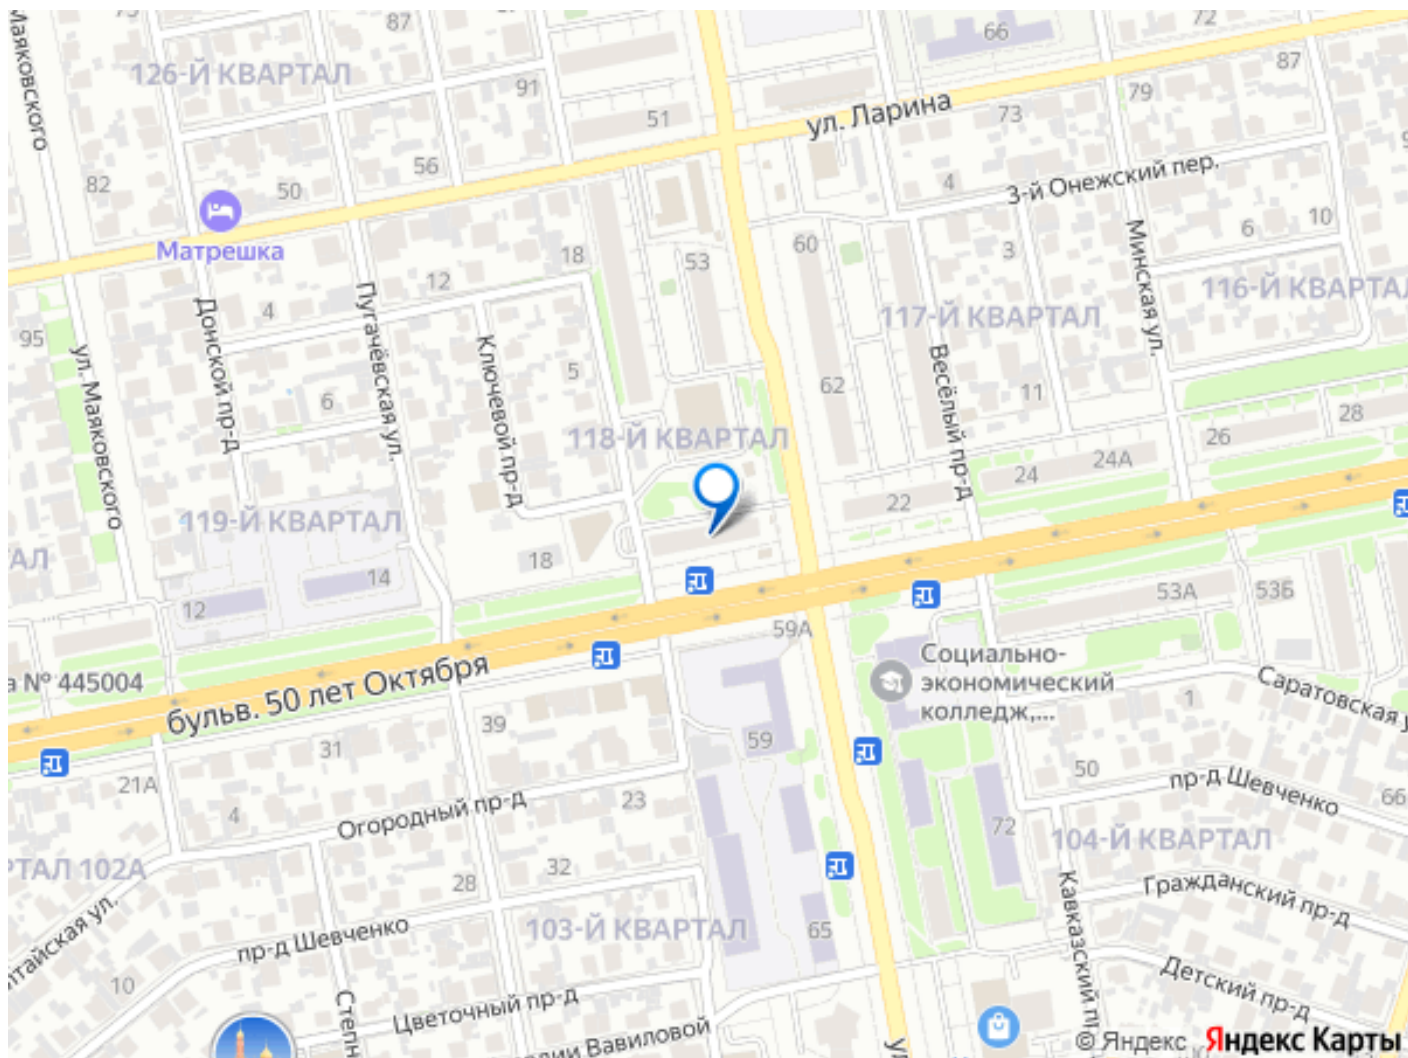 72
66
87
Маяковского
126-Й КВАРТАЛ
87
91
51
ул. Ларина
73
79
82
50
56
4
3-й Онежский пер.
Матрешка
18
53
60
3
Минская ул.
6
10
12
4
Донской пр-д
Пугачёвская ул.
117-Й КВАРТАЛ
95
ул. Маяковского
Ключевой пр-д
5
62
Весёлый пр-д
11
6
118-Й КВАРТАЛ
24
24А
26
28
119-Й КВАРТАЛ
22
18
14
12
53А
53Б
59А
№ 445004
бульв. 50 лет Октября
Социально-
экономический
колледж,...
1
39
31
59
21А
4
Огородный пр-д
23
50
пр-д Шевченко
66
72
104-Й КВАРТАЛ
КВАРТАЛ 102А
28
32
Кавказский
Гражданский пр-д
103-Й КВАРТАЛ
65
пр-д Шевченко
10
Цветочный пр-д
Детский пр-д
Вавиловой
© Яндекс Яндекс Карты